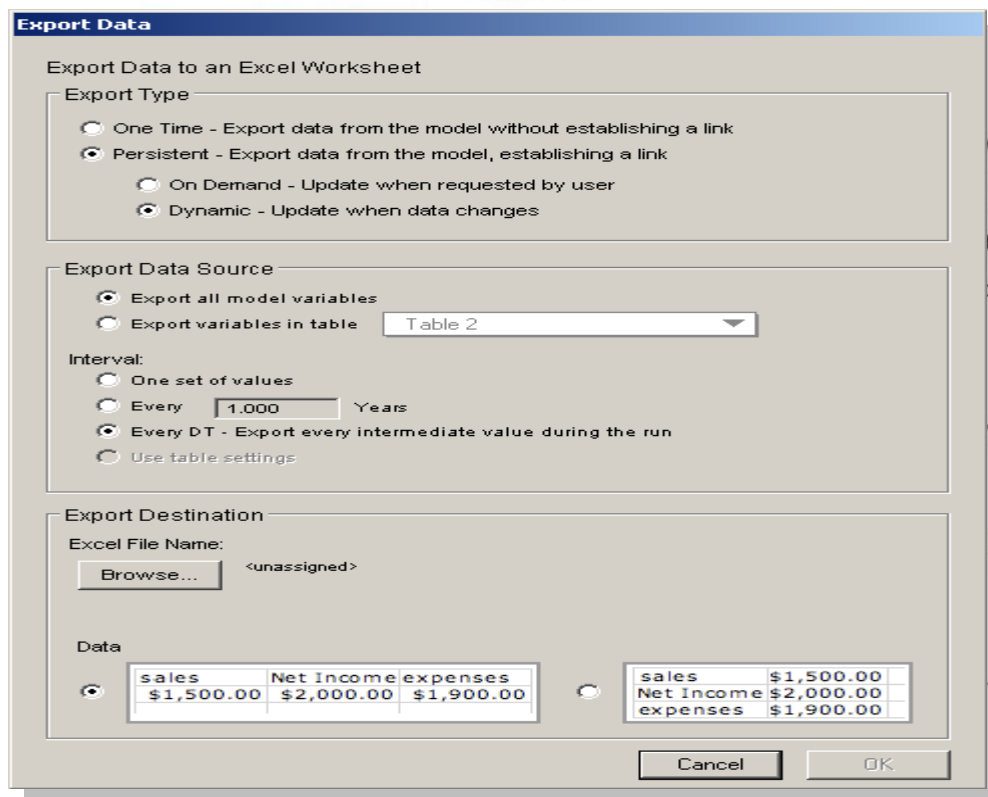 Export Data
Export Data to an Excel Worksheet
Export Type
One Time - Export data from the model without establishing a link
Persistent - Export data from the model, establishing a link
On Demand - Update when requested by user
Dynamic - Update when data changes
Export Data Source
Export all model variables
Export variables in table Table 2
Interval:
One set of values
Every 1.000 Years
Every DT - Export every intermediate value during the run
Use table settings
Export Destination
Excel File Name:
Browse... <unassigned>
Data
sales Net Income expenses
$1,500.00 $2,000.00 $1,900.00
sales $1,500.00
Net Income $2,000.00
expenses $1,900.00
Cancel OK